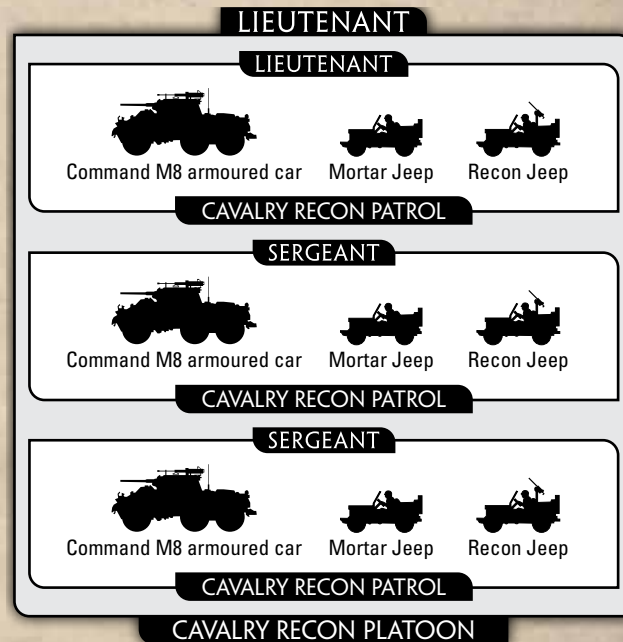 LIEUTENANT
LIEUTENANT
Command M8 armoured car Mortar Jeep Recon Jeep
CAVALRY RECON PATROL
SERGEANT
Command M8 armoured car Mortar Jeep Recon Jeep
CAVALRY RECON PATROL
SERGEANT
Command M8 armoured car Mortar Jeep Recon Jeep
CAVALRY RECON PATROL
CAVALRY RECON PLATOON